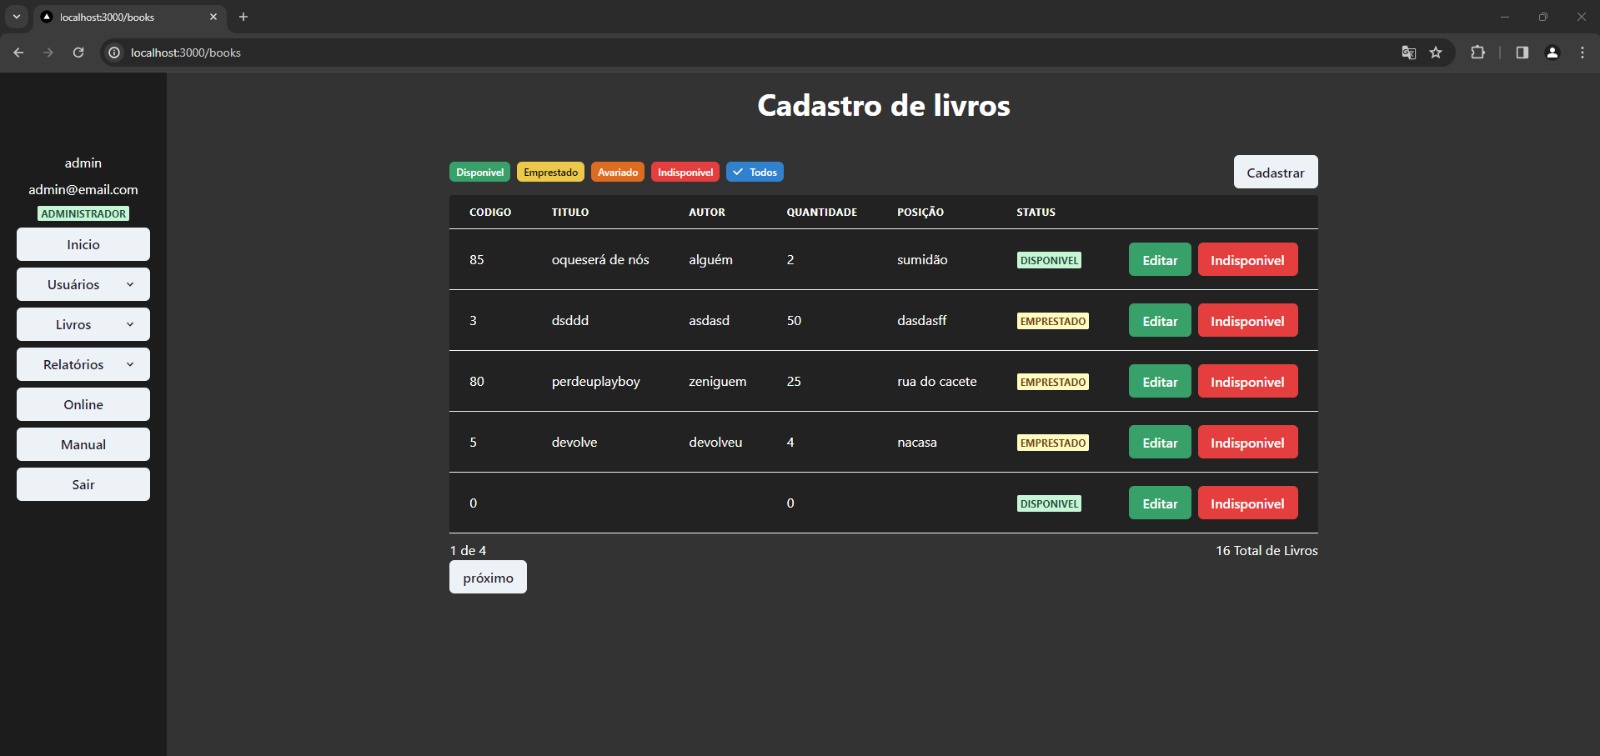 localhost:3000/books
localhost:3000/books
Cadastro de livros
admin
admin@email.com
ADMINISTRADOR
Inicio
Usuários
Livros
Relatórios
Online
Manual
Sair
Disponivel Emprestado Avariado Indisponivel Todos Cadastrar
CODIGO TITULO AUTOR QUANTIDADE POSIÇÃO STATUS
85 oqueserá de nós alguém 2 sumidão DISPONIVEL Editar Indisponivel
3 dsddd asdasd 50 dasdasff EMPRESTADO Editar Indisponivel
80 perdeuplayboy zeniguem 25 rua do cacete EMPRESTADO Editar Indisponivel
5 devolve devolveu 4 nacasa EMPRESTADO Editar Indisponivel
0 0 DISPONIVEL Editar Indisponivel
1 de 4 16 Total de Livros
próximo